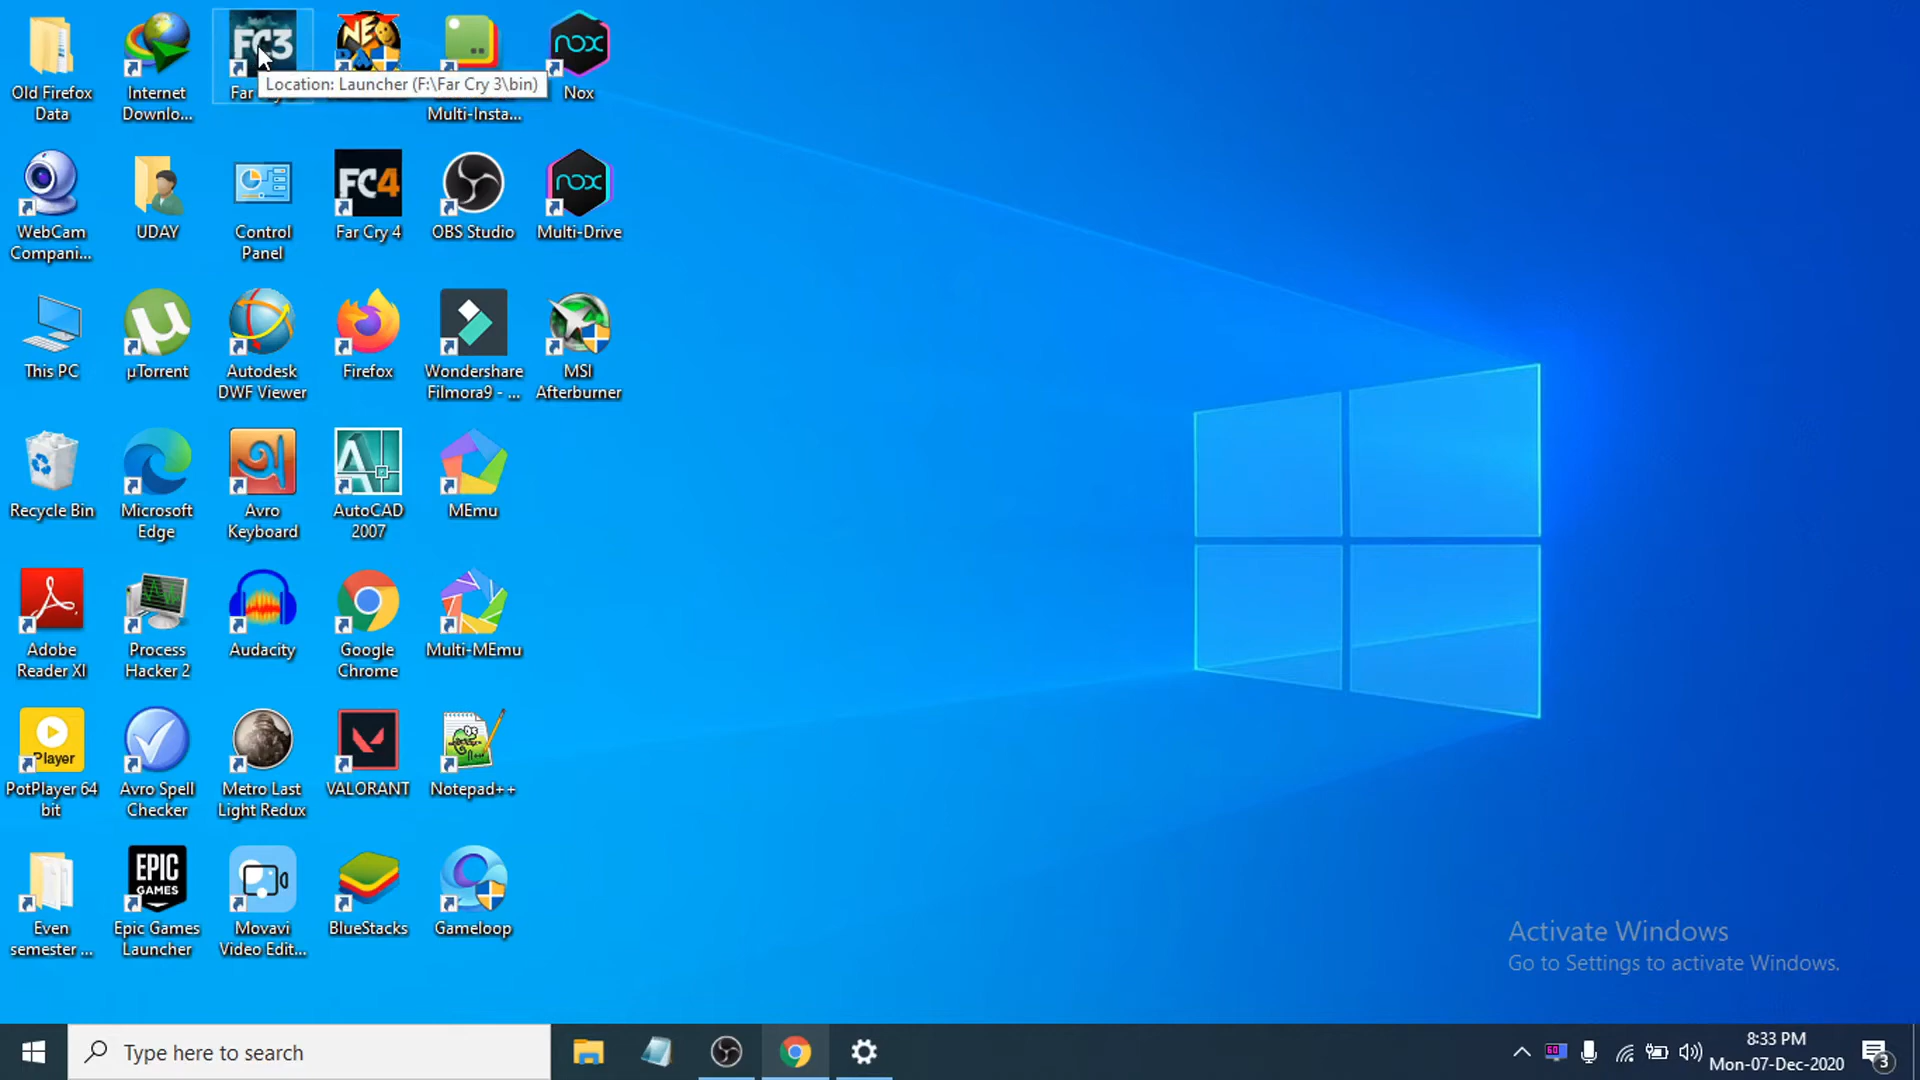 Old Firefox
Data
Internet
Downlo...
FC3
Far
Location: Launcher (F:\Far Cry 3\bin)
NEO
Multi-Insta...
nox
Nox
WebCam
Compani...
UDAY
Control
Panel
FC4
Far Cry 4
OBS Studio
nox
Multi-Drive
This PC
µ
µTorrent
Autodesk
DWF Viewer
Firefox
Wondershare
Filmora9 - ...
MSI
Afterburner
Recycle Bin
Microsoft
Edge
Avro
Keyboard
AutoCAD
2007
MEmu
Adobe
Reader XI
Process
Hacker 2
Audacity
Google
Chrome
Multi-MEmu
Player
PotPlayer 64
bit
Avro Spell
Checker
Metro Last
Light Redux
VALORANT
Notepad++
Even
semester ...
EPIC
GAMES
Epic Games
Launcher
Movavi
Video Edit...
BlueStacks
Gameloop
Activate Windows
Go to Settings to activate Windows.
Type here to search
60
8:33 PM
Mon-07-Dec-2020
3